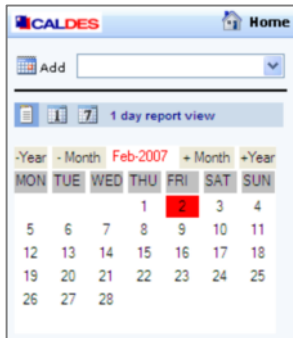 CALDES Home
Add
1 7 1 day report view
-Year - Month Feb-2007 + Month +Year
MON TUE WED THU FRI SAT SUN
1 2 3 4
5 6 7 8 9 10 11
12 13 14 15 16 17 18
19 20 21 22 23 24 25
26 27 28